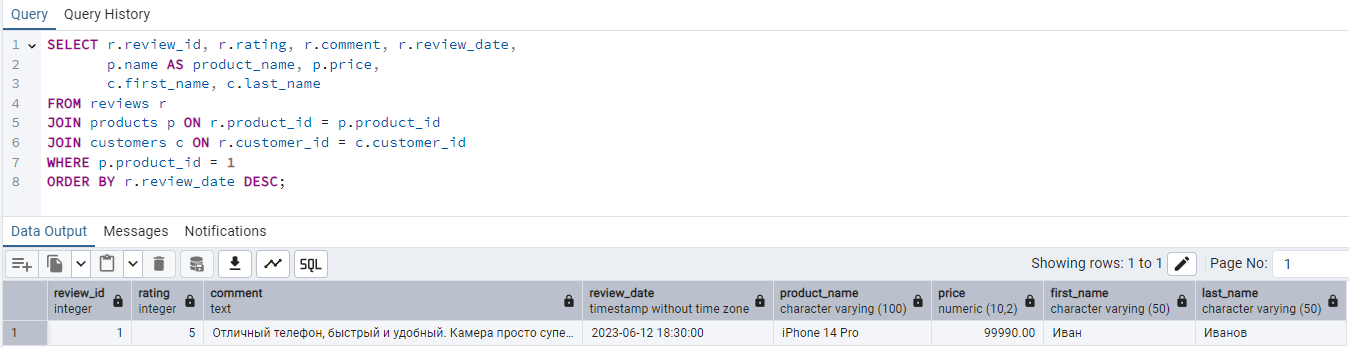 Query Query History
1 SELECT r.review_id, r.rating, r.comment, r.review_date,
2 p.name AS product_name, p.price,
3 c.first_name, c.last_name
4 FROM reviews r
5 JOIN products p ON r.product_id = p.product_id
6 JOIN customers c ON r.customer_id = c.customer_id
7 WHERE p.product_id = 1
8 ORDER BY r.review_date DESC;
Data Output Messages Notifications
SQL Showing rows: 1 to 1 Page No: 1
review_id rating comment review_date product_name price first_name last_name
integer integer text timestamp without time zone character varying (100) numeric (10,2) character varying (50) character varying (50)
1 1 5 Отличный телефон, быстрый и удобный. Камера просто супе... 2023-06-12 18:30:00 iPhone 14 Pro 99990.00 Иван Иванов